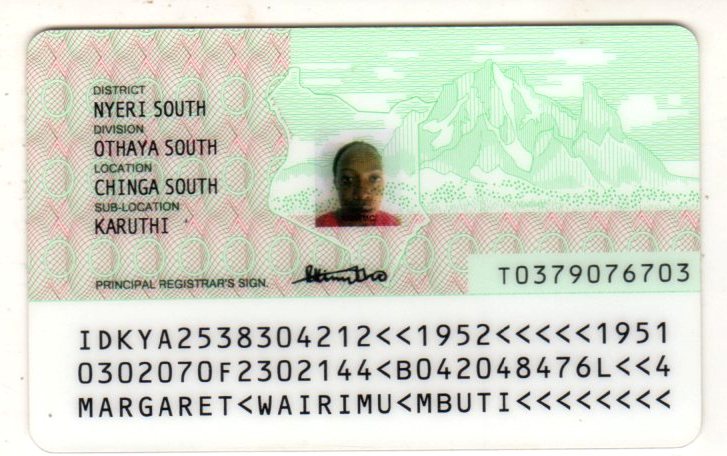 DISTRICT
NYERI SOUTH
DIVISION
OTHAYA SOUTH
LOCATION
CHINGA SOUTH
SUB-LOCATION
KARUTHI
PRINCIPAL REGISTRAR'S SIGN.
T0379076703
IDKYA2538304212<<1952<<<<<1951
0302070F2302144<B042048476L<<4
MARGARET<WAIRIMU<MBUTI<<<<<<<<